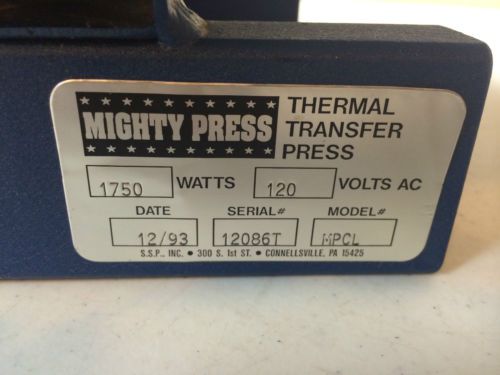 MIGHTY PRESS
THERMAL
TRANSFER
PRESS
1750 WATTS 120 VOLTS AC
DATE SERIAL# MODEL#
12/93 12086T MPCL
S.S.P., INC. • 300 S. 1st ST. • CONNELLSVILLE, PA 15425